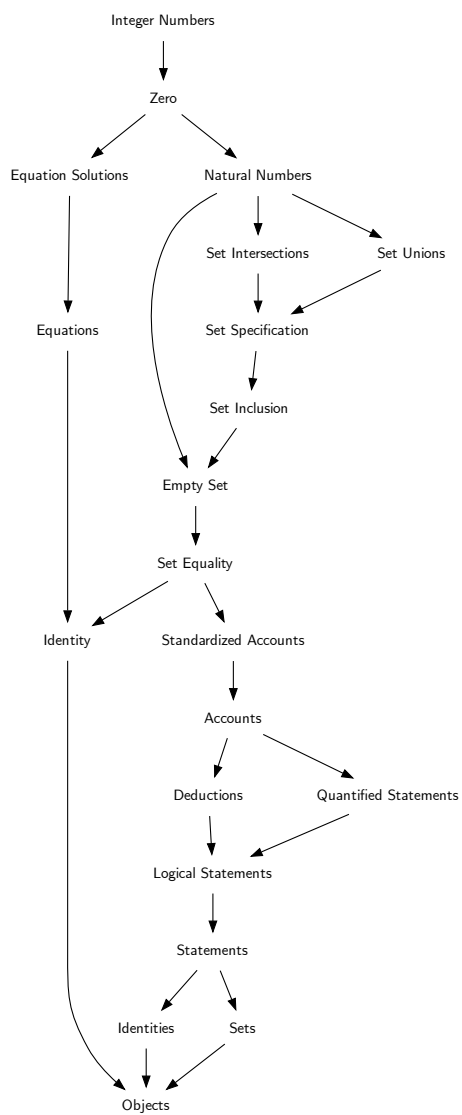 Integer Numbers
Zero
Equation Solutions
Natural Numbers
Set Intersections
Set Unions
Equations
Set Specification
Set Inclusion
Empty Set
Set Equality
Identity
Standardized Accounts
Accounts
Deductions
Quantified Statements
Logical Statements
Statements
Identities
Sets
Objects